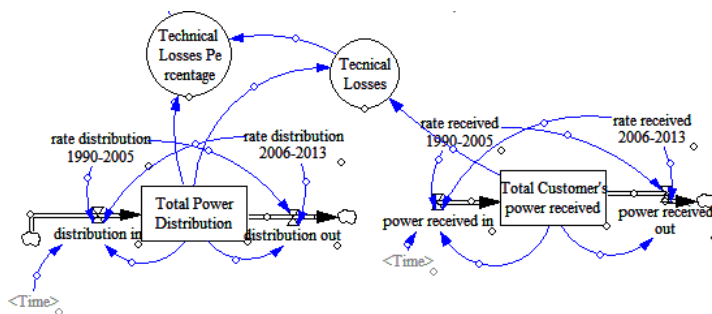 Technical
Losses Pe
rcentage
Tecnical
Losses
rate distribution
1990-2005
rate distribution
2006-2013
rate received
1990-2005
rate received
2006-2013
Total Power
Distribution
distribution in
distribution out
Total Customer's
power received
power received in
power received
out
<Time>
<Time>